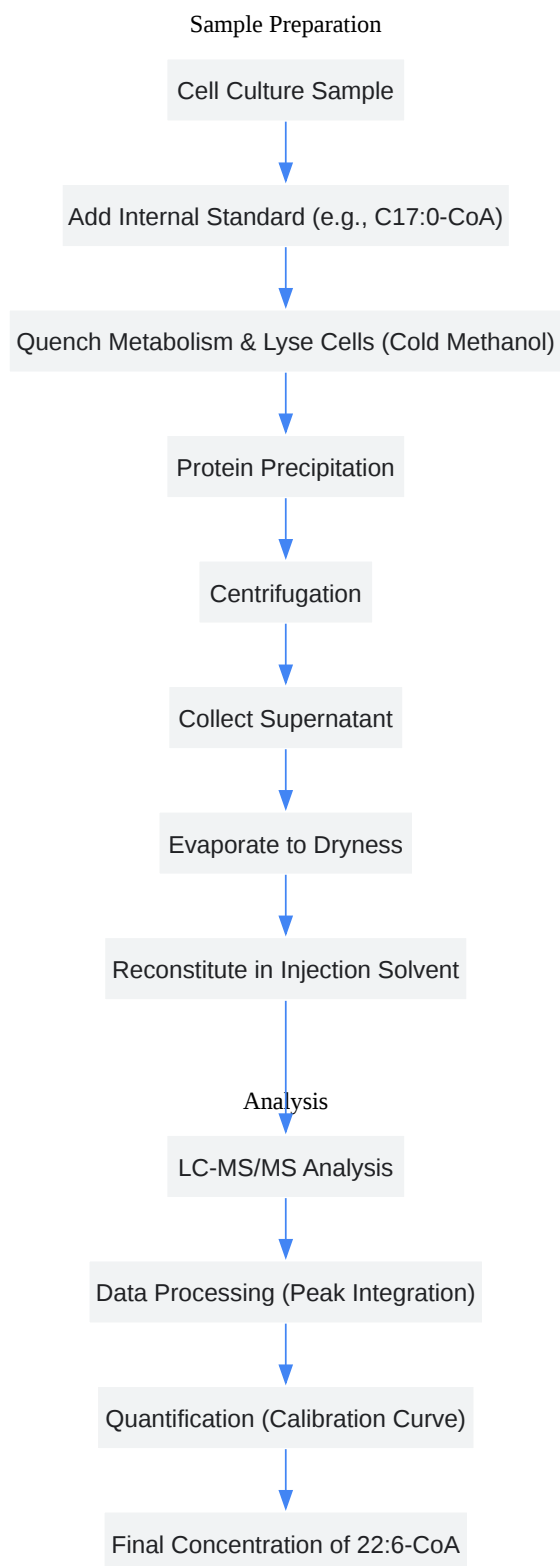 Sample Preparation
Cell Culture Sample
Add Internal Standard (e.g., C17:0-CoA)
Quench Metabolism & Lyse Cells (Cold Methanol)
Protein Precipitation
Centrifugation
Collect Supernatant
Evaporate to Dryness
Reconstitute in Injection Solvent
Analysis
LC-MS/MS Analysis
Data Processing (Peak Integration)
Quantification (Calibration Curve)
Final Concentration of 22:6-CoA